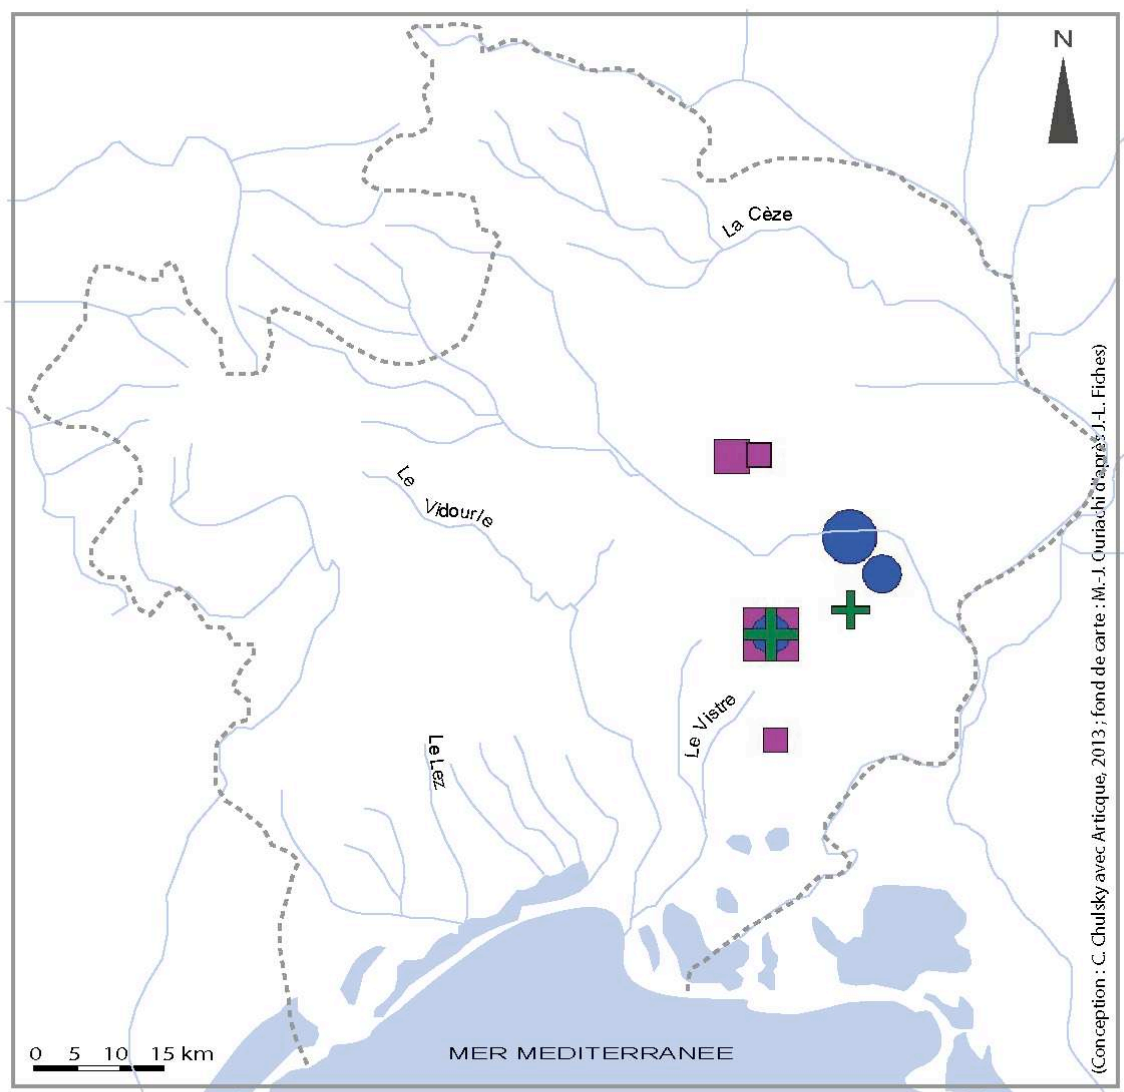 N
La Cèze
Le Vidourle
Le Vistre
Le Lez
0 5 10 15 km
MER MEDITERRANEE
(Conception : C. Chulsky avec Articque, 2013 ; fond de carte : M.-J. Ouriachi d'après J.-L. Fiches)